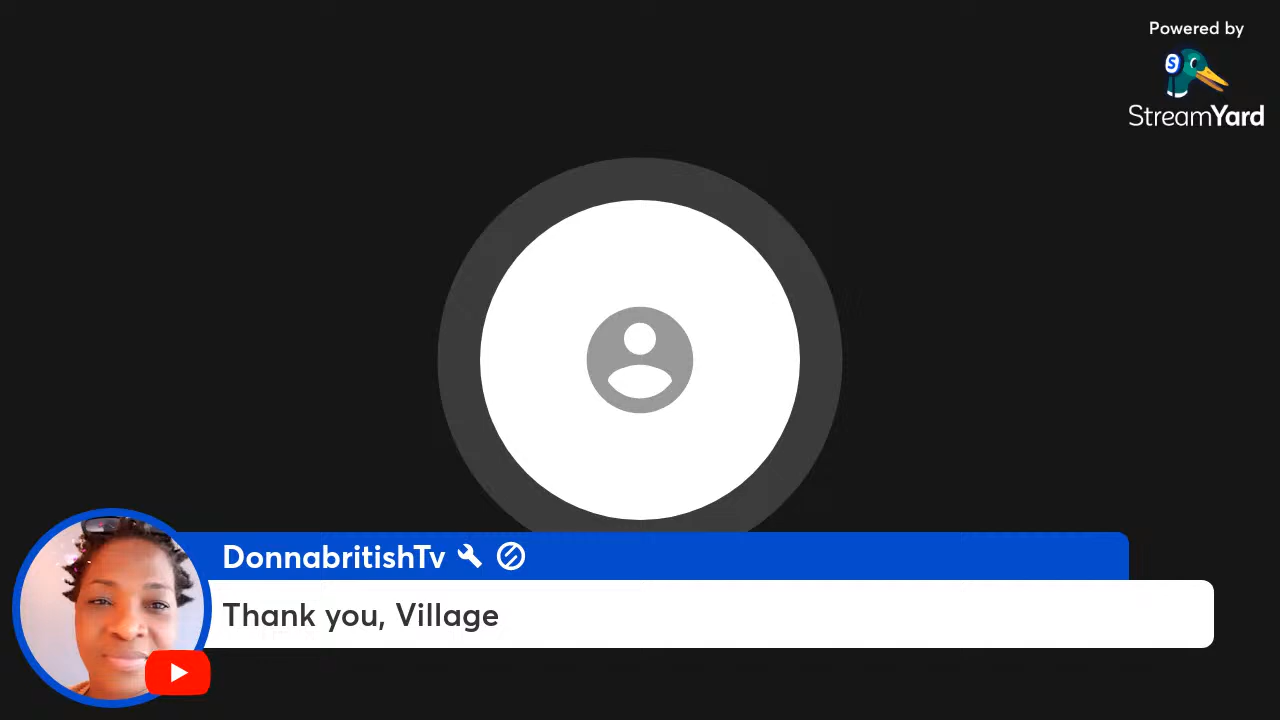 Powered by
S
StreamYard
DonnabritishTv
Thank you, Village